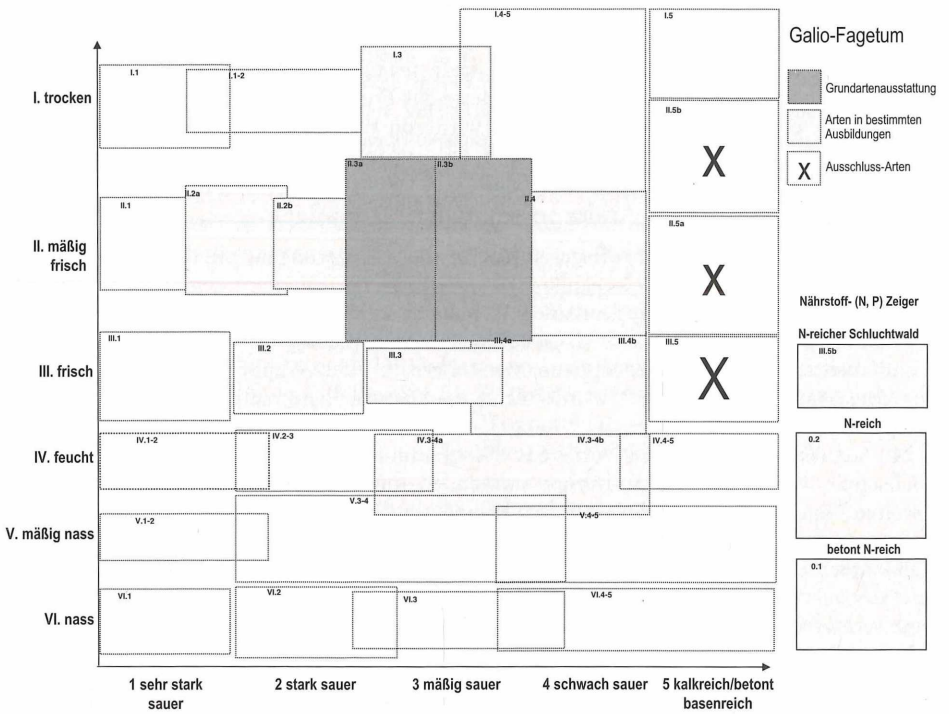 I.4-5
I.5
Galio-Fagetum
I.3
I.1
I.1-2
I. trocken
Grundartenausstattung
II.5b
Arten in bestimmten
Ausbildungen
X
X
Ausschluss-Arten
II.3a
II.3b
II.1
II.2a
II.2b
II.4
II.5a
II. mäßig
frisch
X
Nährstoff- (N, P) Zeiger
N-reicher Schluchtwald
III.1
III.2
III.3
III.4a
III.4b
III.5
III.5b
III. frisch
X
N-reich
IV.1-2
IV.2-3
IV.3-4a
IV.3-4b
IV.4-5
0.2
IV. feucht
V.3-4
V.1-2
V.4-5
V. mäßig nass
betont N-reich
0.1
VI.1
VI.2
VI.3
VI.4-5
VI. nass
1 sehr stark
sauer
2 stark sauer
3 mäßig sauer
4 schwach sauer
5 kalkreich/betont
basenreich